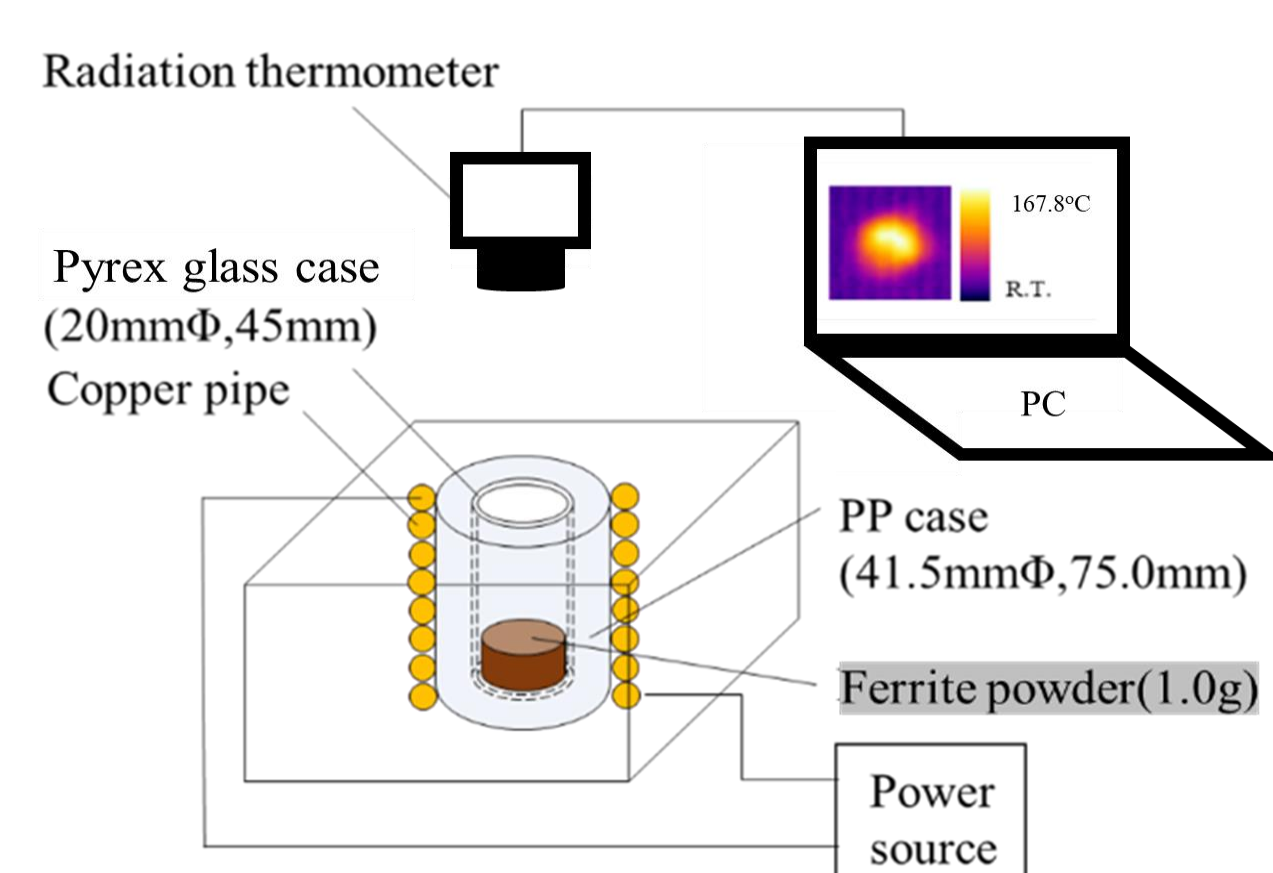 Radiation thermometer
167.8°C
R.T.
Pyrex glass case
(20mmΦ,45mm)
Copper pipe
PC
PP case
(41.5mmΦ,75.0mm)
Ferrite powder(1.0g)
Power
source